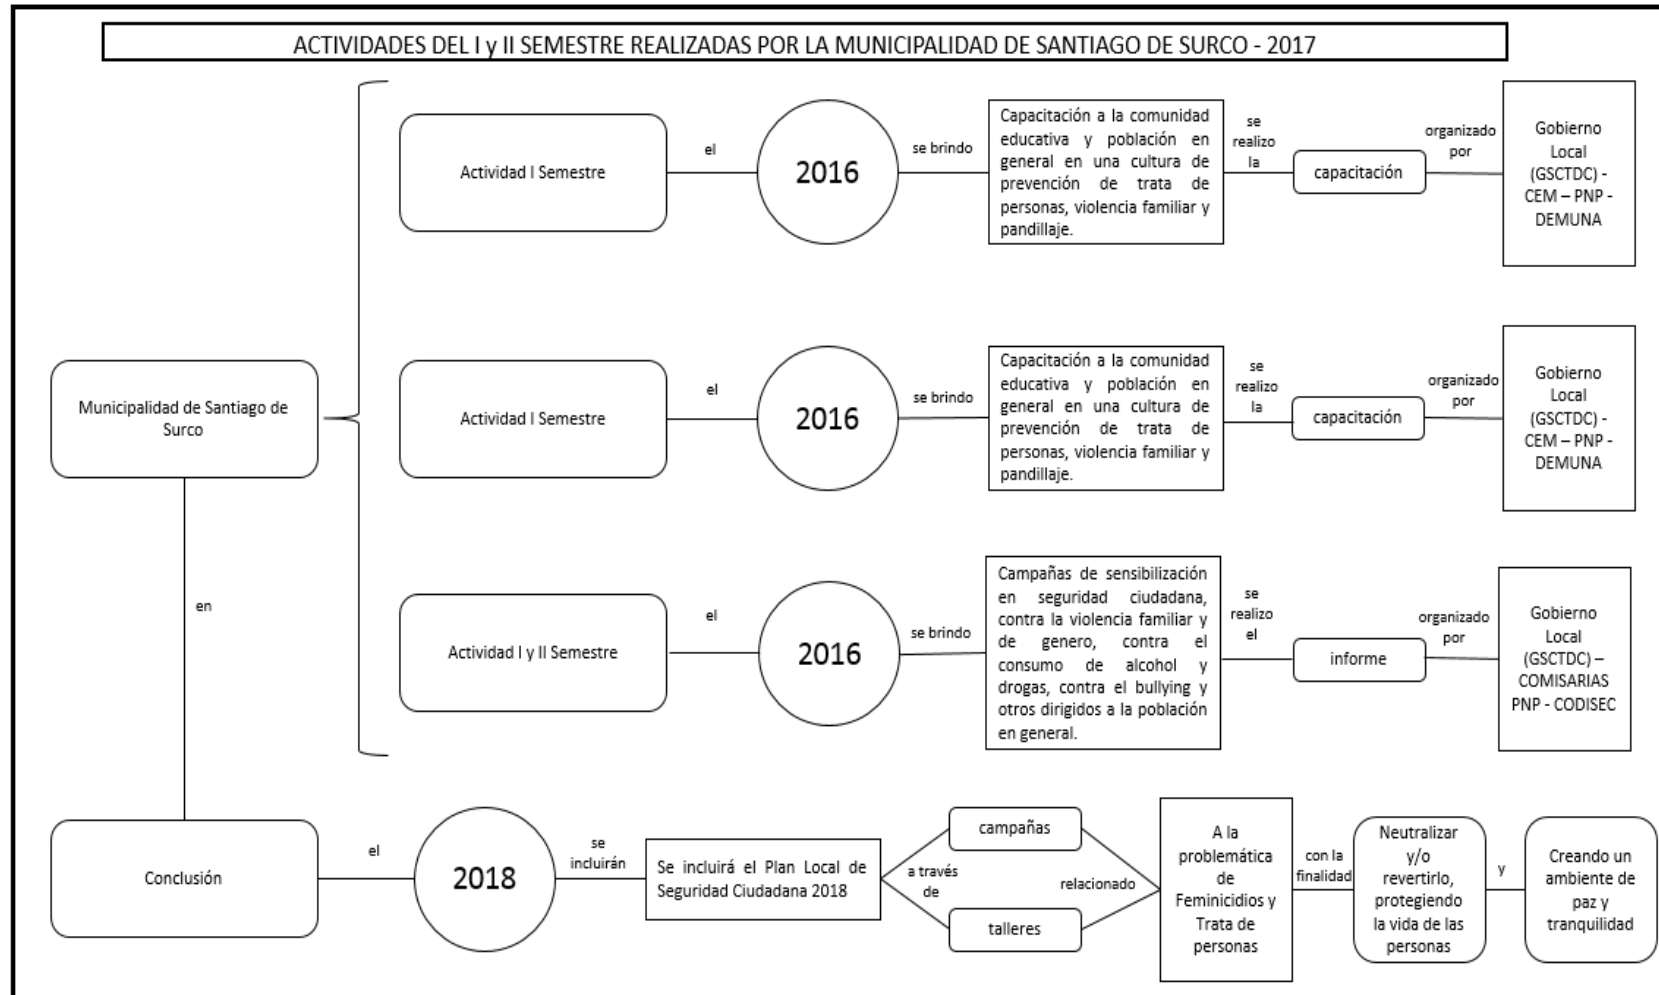 ACTIVIDADES DEL I y II SEMESTRE REALIZADAS POR LA MUNICIPALIDAD DE SANTIAGO DE SURCO - 2017
Municipalidad de Santiago de
Surco
Actividad I Semestre
el
2016
se brindo
Capacitación a la comunidad
educativa y población en
general en una cultura de
prevención de trata de
personas, violencia familiar y
pandillaje.
se
realizo
la
capacitación
organizado
por
Gobierno
Local
(GSCTDC) -
CEM – PNP -
DEMUNA
Actividad I Semestre
el
2016
se brindo
Capacitación a la comunidad
educativa y población en
general en una cultura de
prevención de trata de
personas, violencia familiar y
pandillaje.
se
realizo
la
capacitación
organizado
por
Gobierno
Local
(GSCTDC) -
CEM – PNP -
DEMUNA
Actividad I y II Semestre
el
2016
se brindo
Campañas de sensibilización
en seguridad ciudadana,
contra la violencia familiar y
de genero, contra el
consumo de alcohol y
drogas, contra el bullying y
otros dirigidos a la población
en general.
se
realizo
el
informe
organizado
por
Gobierno
Local
(GSCTDC) –
COMISARIAS
PNP - CODISEC
en
Conclusión
el
2018
se
incluirán
Se incluirá el Plan Local de
Seguridad Ciudadana 2018
a través
de
campañas
talleres
relacionado
A la
problemática
de
Feminicidios y
Trata de
personas
con la
finalidad
Neutralizar
y/o
revertirlo,
protegiendo
la vida de las
personas
y
Creando un
ambiente de
paz y
tranquilidad